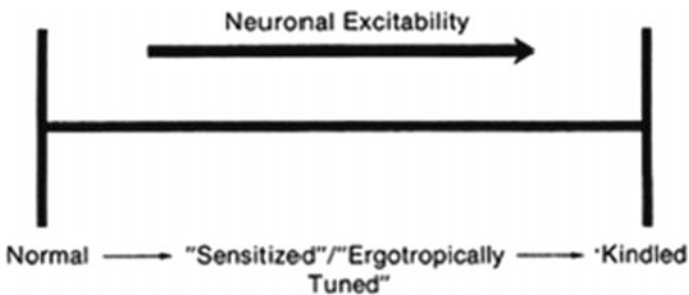 Neuronal Excitability
Normal "Sensitized"/"Ergotropically Kindled
Tuned"